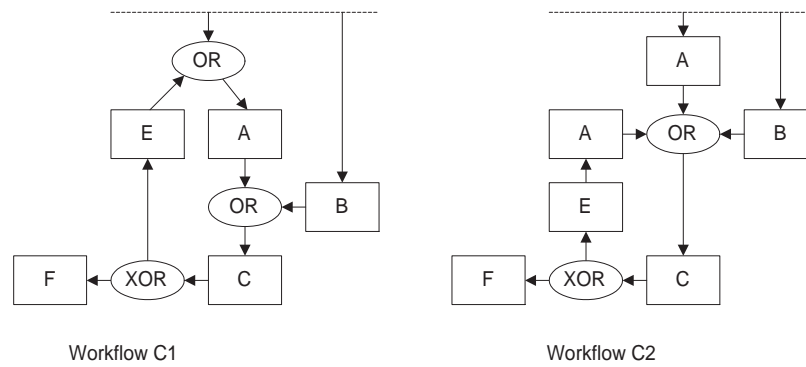 OR
A
E A A OR B
OR B E
F XOR C F XOR C
Workflow C1 Workflow C2